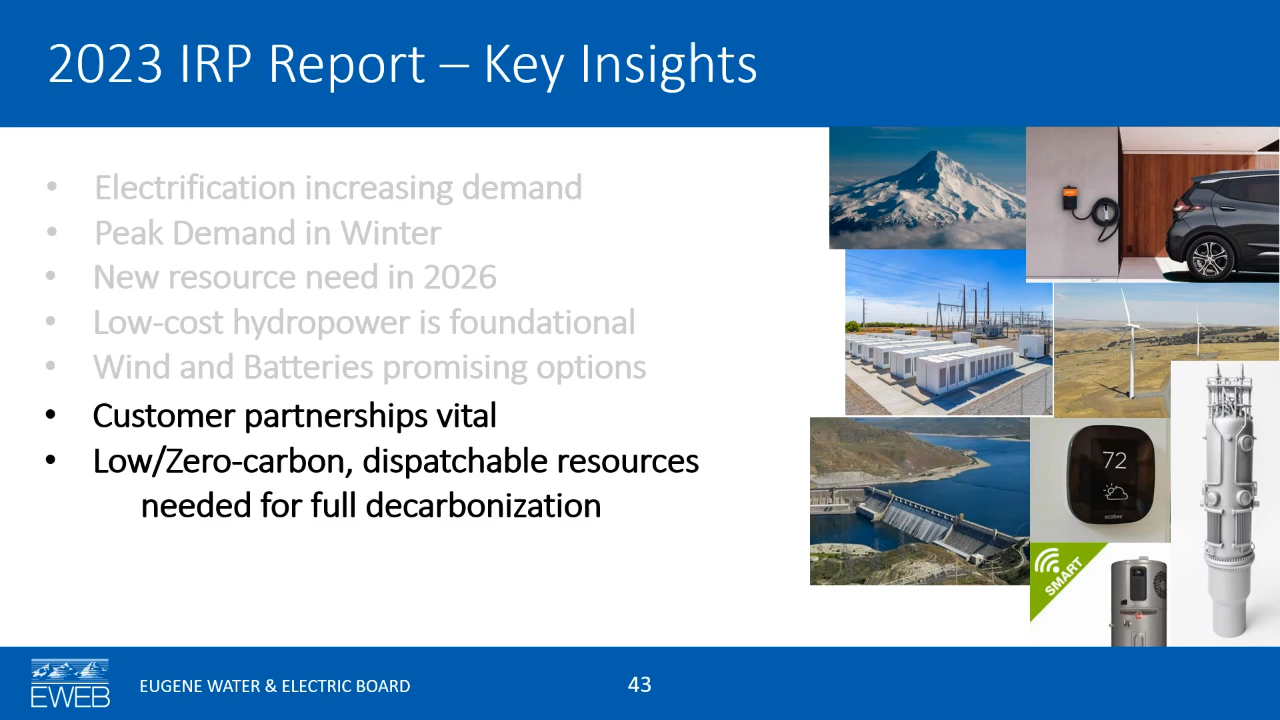 2023 IRP Report – Key Insights
• Electrification increasing demand
• Peak Demand in Winter
• New resource need in 2026
• Low-cost hydropower is foundational
• Wind and Batteries promising options
• Customer partnerships vital
• Low/Zero-carbon, dispatchable resources
needed for full decarbonization
72
ecobee
SMART
EWEB
EUGENE WATER & ELECTRIC BOARD
43